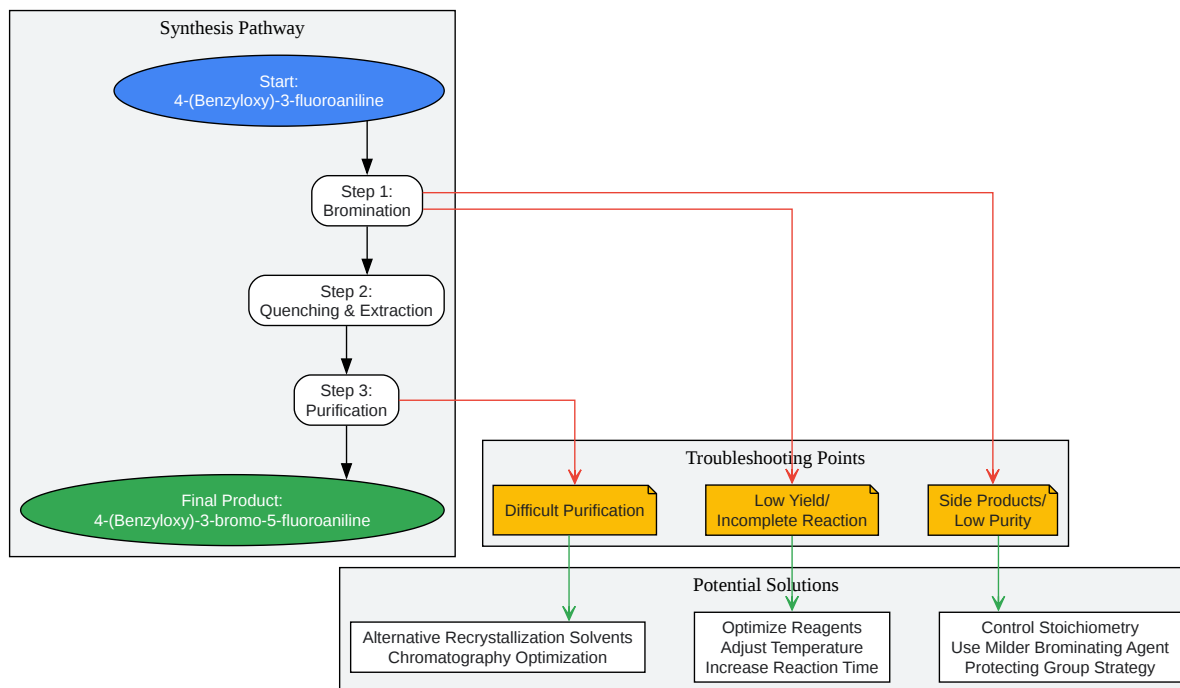 Synthesis Pathway
Start:
4-(Benzyloxy)-3-fluoroaniline
Step 1:
Bromination
Step 2:
Quenching & Extraction
Step 3:
Purification
Final Product:
4-(Benzyloxy)-3-bromo-5-fluoroaniline
Troubleshooting Points
Difficult Purification
Low Yield/
Incomplete Reaction
Side Products/
Low Purity
Potential Solutions
Alternative Recrystallization Solvents
Chromatography Optimization
Optimize Reagents
Adjust Temperature
Increase Reaction Time
Control Stoichiometry
Use Milder Brominating Agent
Protecting Group Strategy